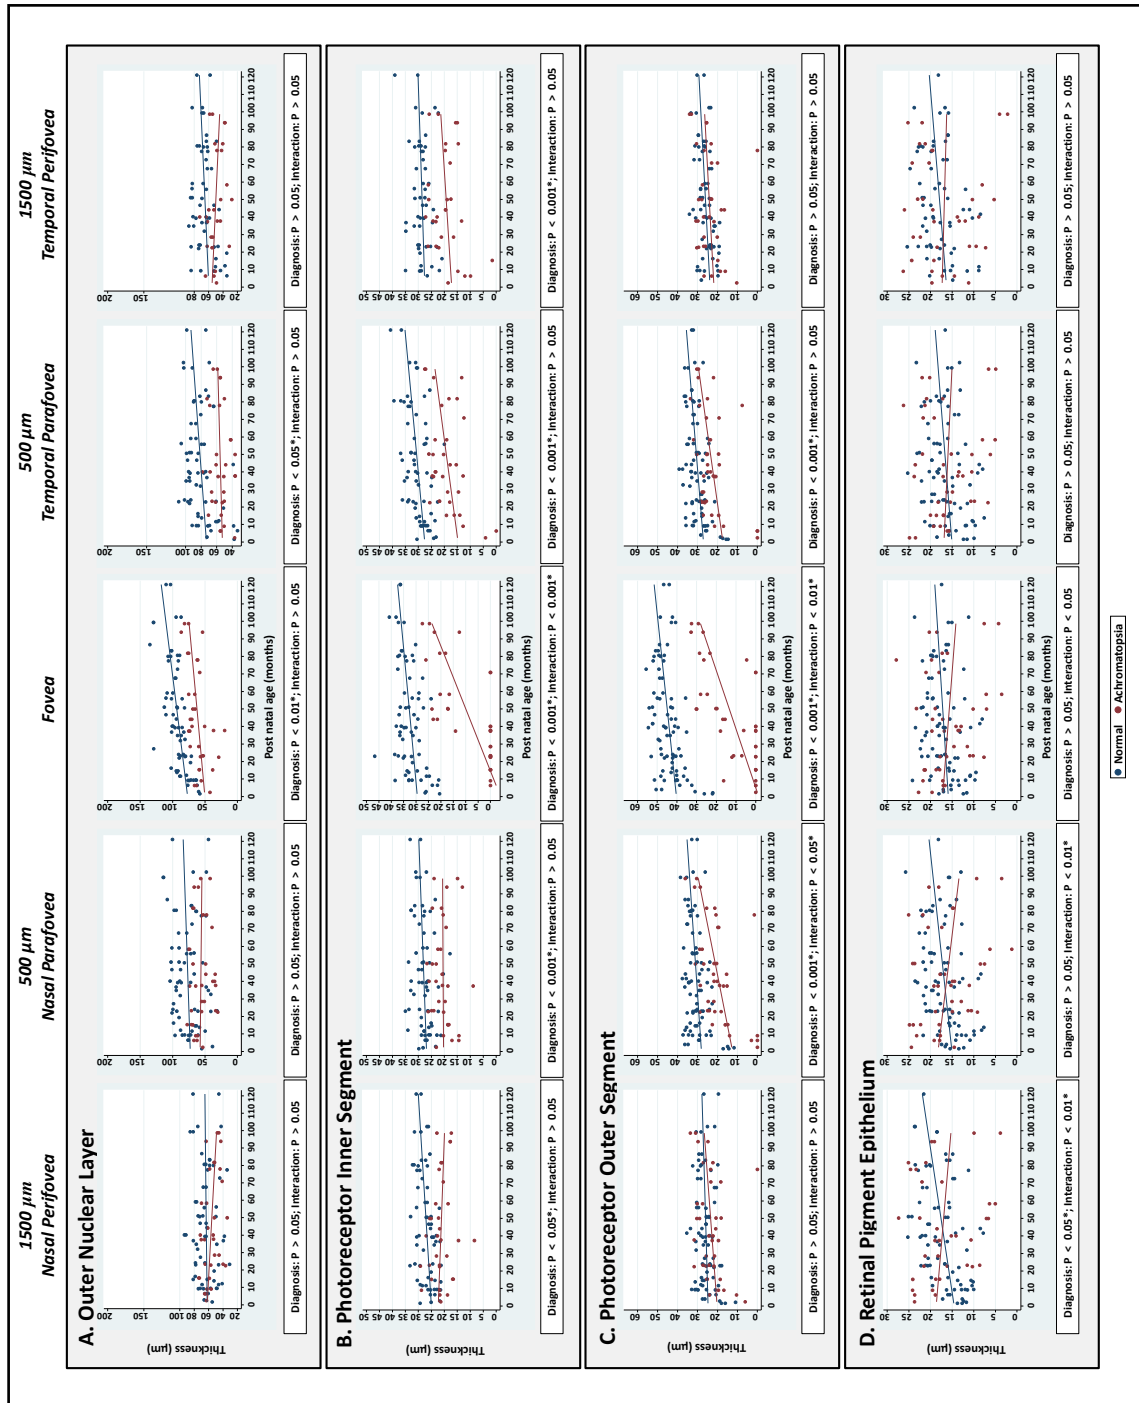 1500 µm
Nasal Perifovea
500 µm
Nasal Parafovea
Fovea
500 µm
Temporal Parafovea
1500 µm
Temporal Perifovea
A. Outer Nuclear Layer
Thickness (µm)
Post natal age (months)
Diagnosis: P > 0.05; Interaction: P > 0.05
Diagnosis: P > 0.05; Interaction: P > 0.05
Diagnosis: P < 0.01*; Interaction: P > 0.05
Diagnosis: P < 0.05*; Interaction: P > 0.05
Diagnosis: P > 0.05; Interaction: P > 0.05
B. Photoreceptor Inner Segment
Thickness (µm)
Post natal age (months)
Diagnosis: P < 0.05*; Interaction: P > 0.05
Diagnosis: P < 0.001*; Interaction: P > 0.05
Diagnosis: P < 0.001*; Interaction: P < 0.001*
Diagnosis: P < 0.001*; Interaction: P > 0.05
Diagnosis: P < 0.001*; Interaction: P > 0.05
C. Photoreceptor Outer Segment
Thickness (µm)
Post natal age (months)
Diagnosis: P > 0.05; Interaction: P > 0.05
Diagnosis: P < 0.001*; Interaction: P < 0.05*
Diagnosis: P < 0.001*; Interaction: P < 0.01*
Diagnosis: P < 0.001*; Interaction: P > 0.05
Diagnosis: P > 0.05; Interaction: P > 0.05
D. Retinal Pigment Epithelium
Thickness (µm)
Diagnosis: P < 0.05*; Interaction: P < 0.01*
Diagnosis: P > 0.05; Interaction: P < 0.01*
Diagnosis: P > 0.05; Interaction: P < 0.05
Diagnosis: P > 0.05; Interaction: P > 0.05
Diagnosis: P > 0.05; Interaction: P > 0.05
Normal Achromatopsia